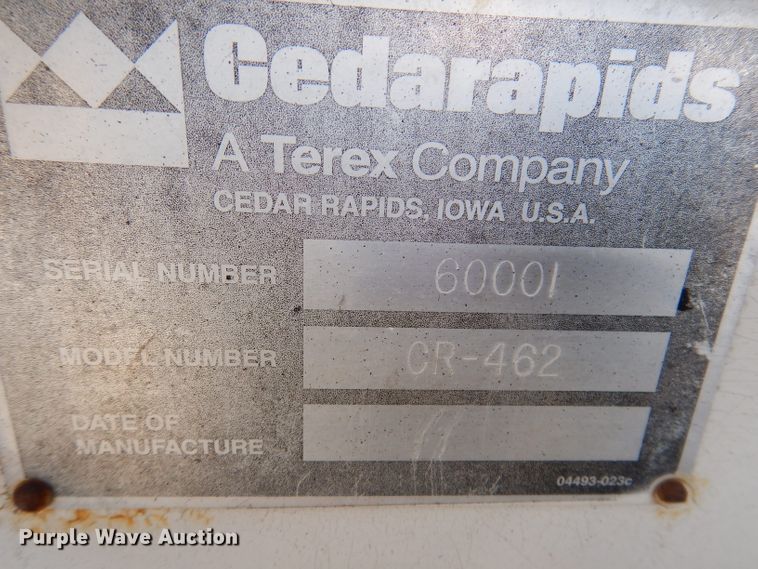 Cedarapids
A Terex Company
CEDAR RAPIDS, IOWA U.S.A.
SERIAL NUMBER 60001
MODEL NUMBER CR-462
DATE OF
MANUFACTURE
04493-023c
Purple Wave Auction